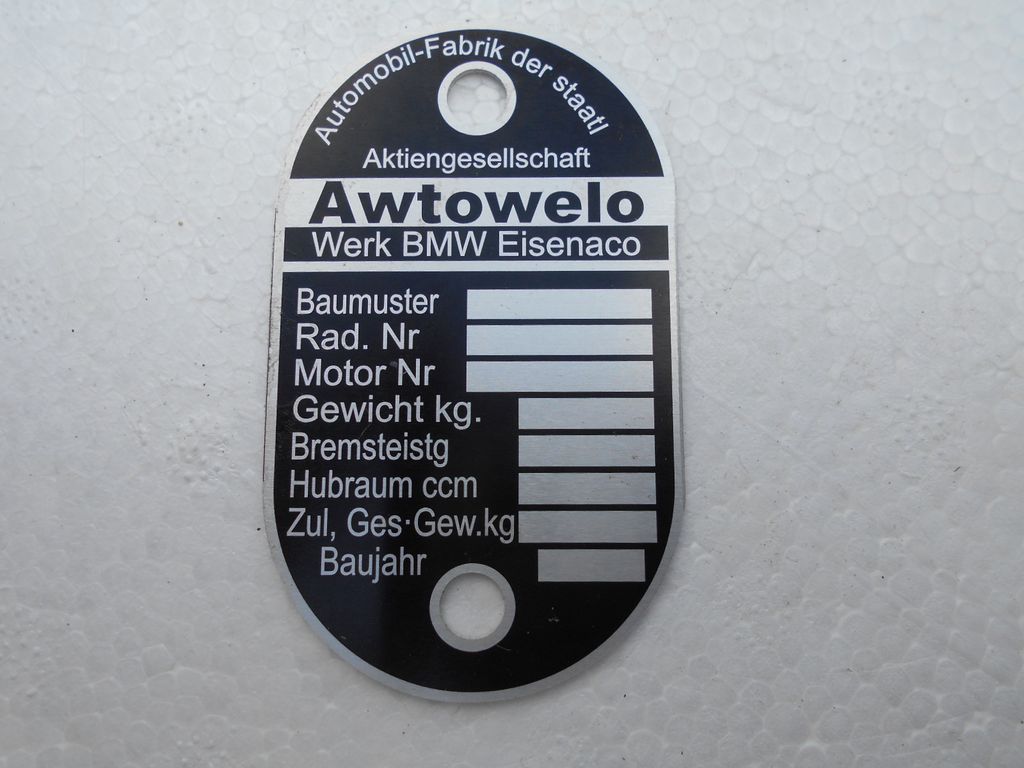 Automobil-Fabrik der staatl
Aktiengesellschaft
Awtowelo
Werk BMW Eisenaco
Baumuster
Rad. Nr
Motor Nr
Gewicht kg.
Bremsteistg
Hubraum ccm
Zul, Ges·Gew.kg
Baujahr